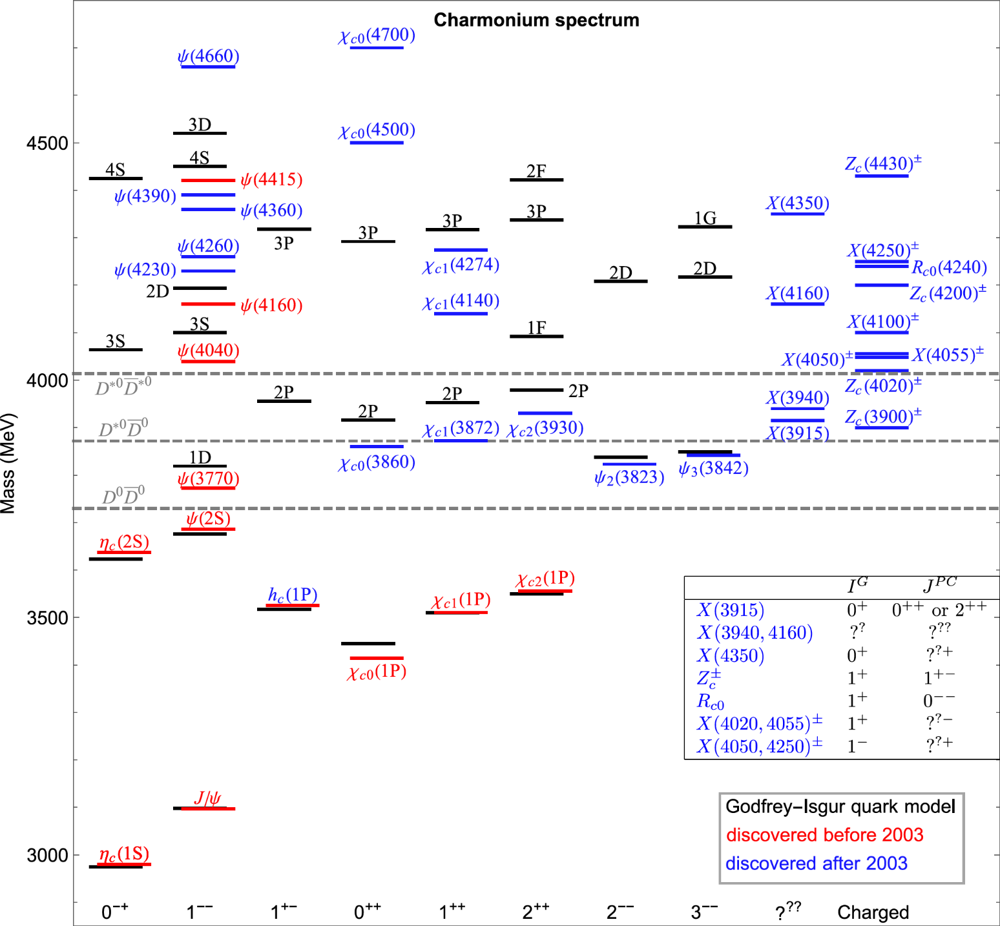 Charmonium spectrum
χc0(4700)
ψ(4660)
3D
χc0(4500)
4500
4S
4S
Zc(4430)±
2F
ψ(4415)
ψ(4390)
ψ(4360)
X(4350)
3P
1G
3P
3P
3P
3P
ψ(4260)
X(4250)±
χc1(4274)
Rc0(4240)
ψ(4230)
2D
2D
2D
Zc(4200)±
X(4160)
χc1(4140)
ψ(4160)
X(4100)±
3S
3S
1F
ψ(4040)
X(4050)±
X(4055)±
4000
D*0D̅*0
Zc(4020)±
2P
2P
2P
2P
X(3940)
Zc(3900)±
D*0D̅0
χc1(3872)
χc2(3930)
X(3915)
1D
χc0(3860)
ψ2(3823)
ψ3(3842)
ψ(3770)
D0D̅0
ψ(2S)
ηc(2S)
Mass (MeV)
χc2(1P)
hc(1P)
χc1(1P)
3500
χc0(1P)
IG JPC
X(3915) 0+ 0++ or 2++
X(3940, 4160) ?? ???
X(4350) 0+ ??+
Zc± 1+ 1+−
Rc0 1+ 0−−
X(4020, 4055)± 1+ ??−
X(4050, 4250)± 1− ??+
J/ψ
Godfrey–Isgur quark model
discovered before 2003
discovered after 2003
3000
ηc(1S)
0−+ 1−− 1+− 0++ 1++ 2++ 2−− 3−− ??? Charged